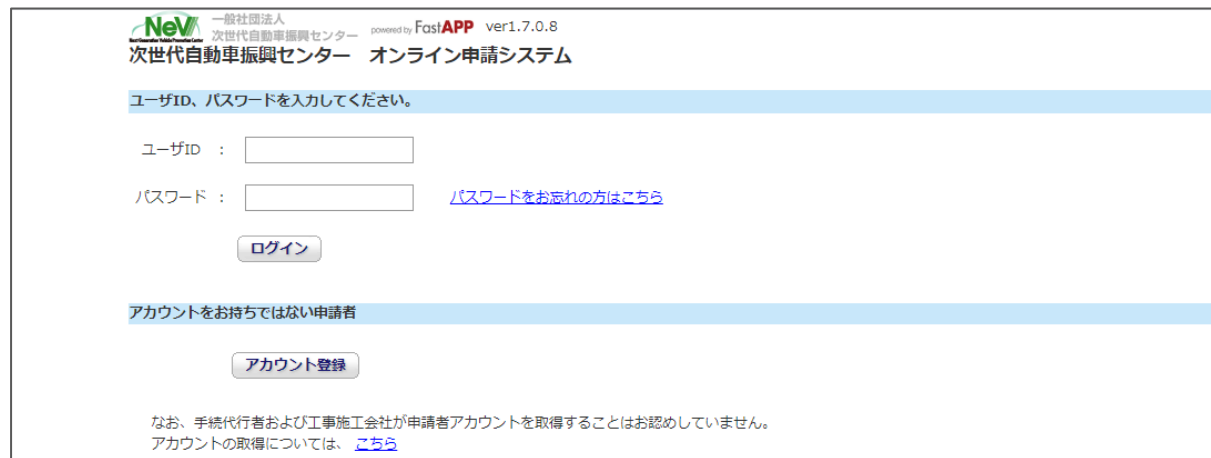 NeV 一般社団法人
Next Generation Vehicle Promotion Center 次世代自動車振興センター powered by FastAPP ver1.7.0.8
次世代自動車振興センター オンライン申請システム
ユーザID、パスワードを入力してください。
ユーザID :
パスワード : パスワードをお忘れの方はこちら
ログイン
アカウントをお持ちではない申請者
アカウント登録
なお、手続代行者および工事施工会社が申請者アカウントを取得することはお認めしていません。
アカウントの取得については、 こちら